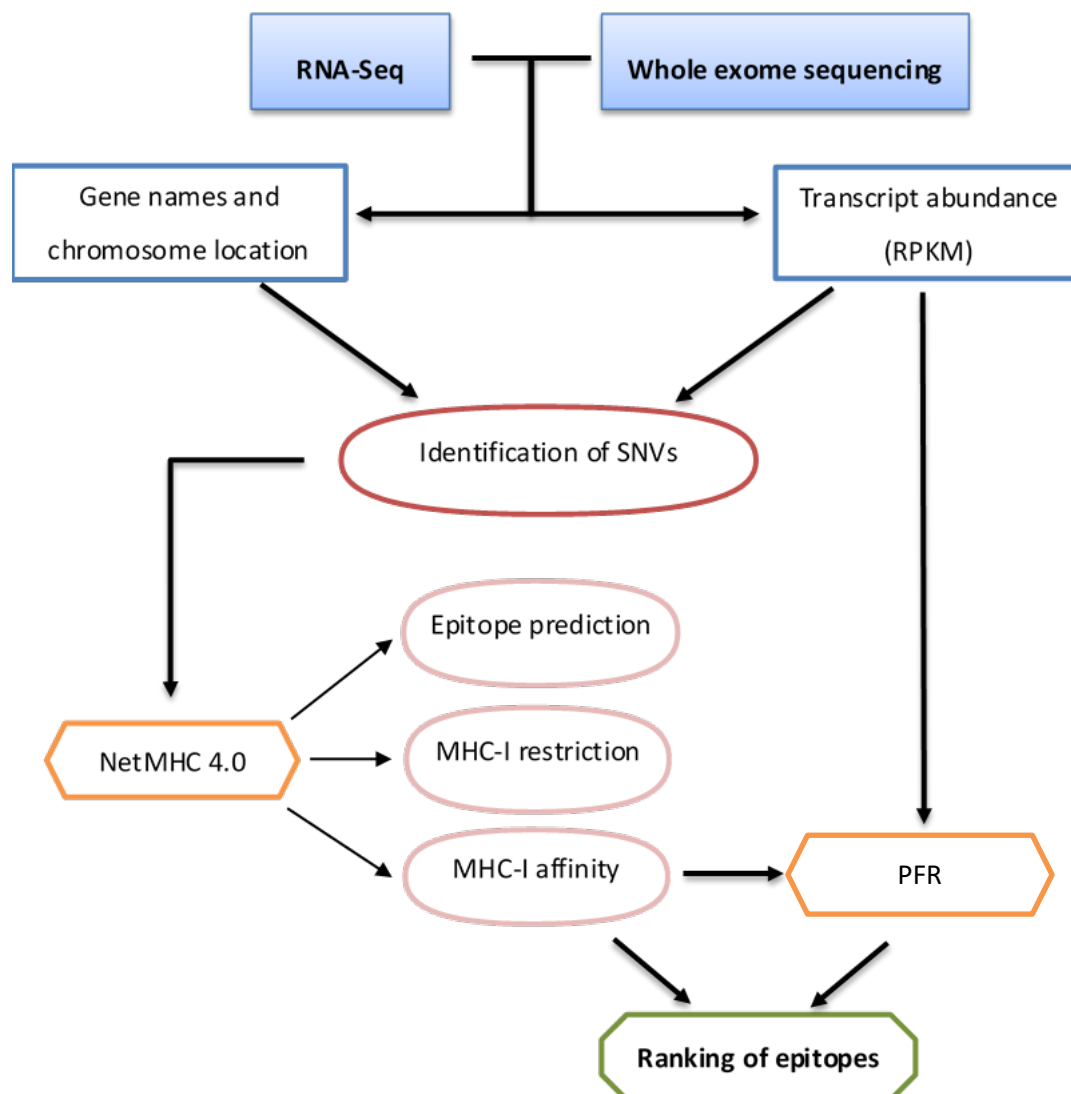 RNA-Seq
Whole exome sequencing
Gene names and
chromosome location
Transcript abundance
(RPKM)
Identification of SNVs
Epitope prediction
NetMHC 4.0
MHC-I restriction
MHC-I affinity
PFR
Ranking of epitopes